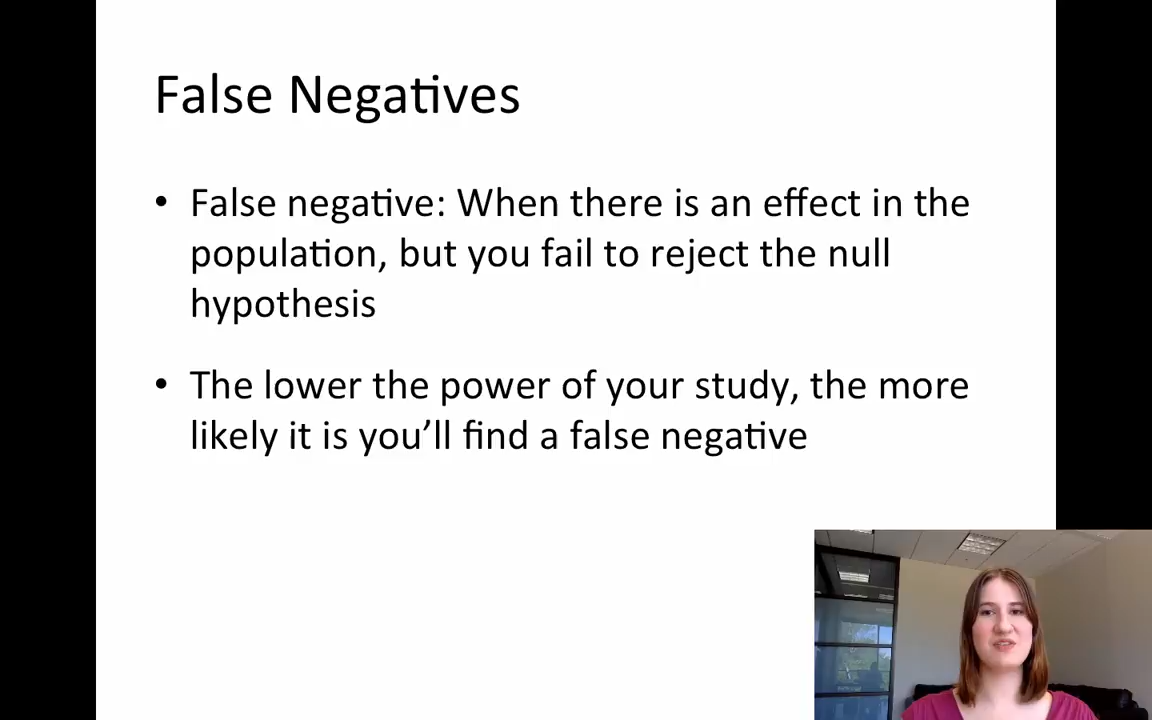 False Negatives
• False negative: When there is an effect in the
population, but you fail to reject the null
hypothesis
• The lower the power of your study, the more
likely it is you’ll find a false negative